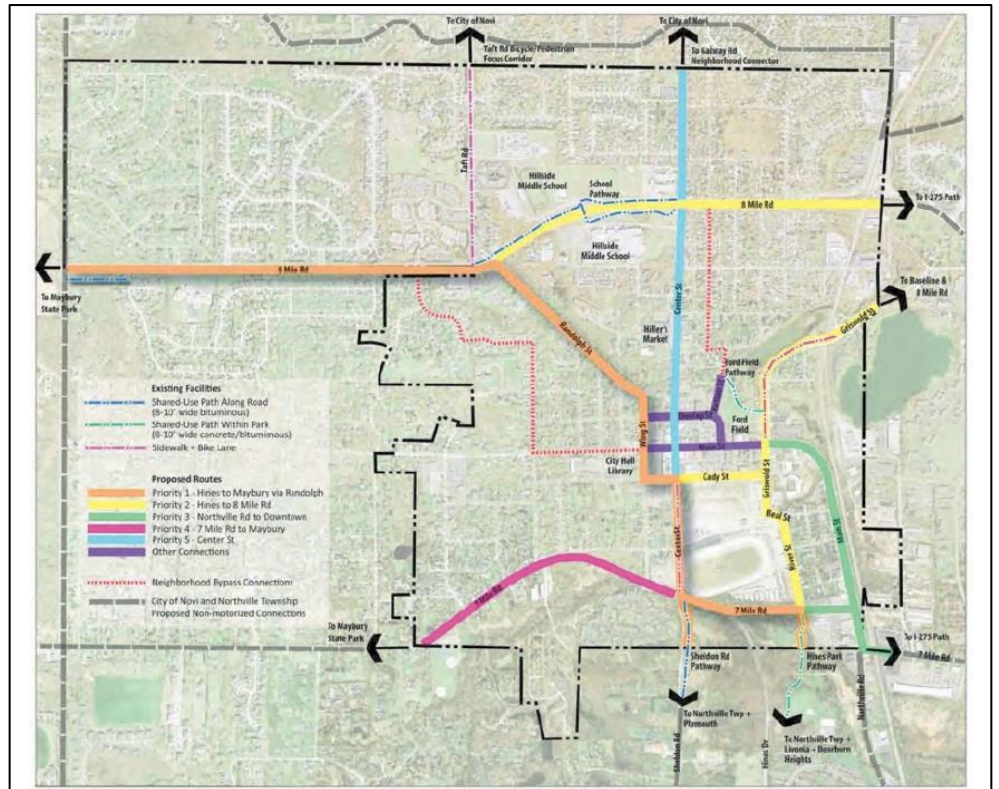 To City of Novi
To City of Novi
Taft Rd Bicycle/Pedestrian
Focus Corridor
To Galway Rd
Neighborhood Connector
Taft Rd
Hillside
Middle School
School
Pathway
8 Mile Rd
To I-275 Path
Hillside
Middle School
8 Mile Rd
To Maybury
State Park
To Baseline &
8 Mile Rd
Center St
Griswold St
Randolph St
Hiller's
Market
Ford Field
Pathway
Existing Facilities
Shared-Use Path Along Road
(8-10' wide bituminous)
Shared-Use Path Within Park
(8-10' wide concrete/bituminous)
Sidewalk + Bike Lane
Dunlap St
Ford
Field
Wing St
Main St
City Hall
Library
Cady St
Griswold St
Proposed Routes
Priority 1 - Hines to Maybury via Randolph
Priority 2 - Hines to 8 Mile Rd
Priority 3 - Northville Rd to Downtown
Priority 4 - 7 Mile Rd to Maybury
Priority 5 - Center St
Other Connections
Beal St
Main St
Center St
River St
Neighborhood Bypass Connections
City of Novi and Northville Township
Proposed Non-motorized Connections
7 Mile Rd
7 Mile Rd
To Maybury
State Park
To I-275 Path
7 Mile Rd
Sheldon Rd
Pathway
Hines Park
Pathway
Northville Rd
To Northville Twp +
Plymouth
Sheldon Rd
Hines Dr
To Northville Twp +
Livonia + Dearborn
Heights